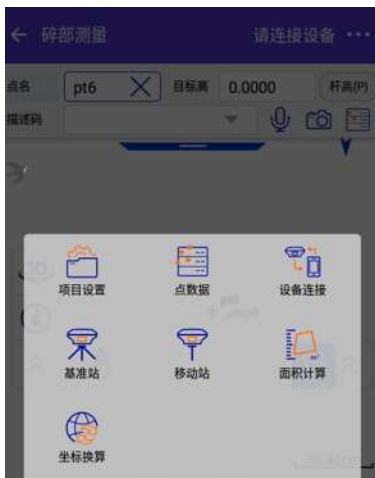 碎部测量 请连接设备
点名 pt6 目标高 0.0000 杆高(P)
描述码
项目设置 点数据 设备连接
基准站 移动站 面积计算
坐标换算